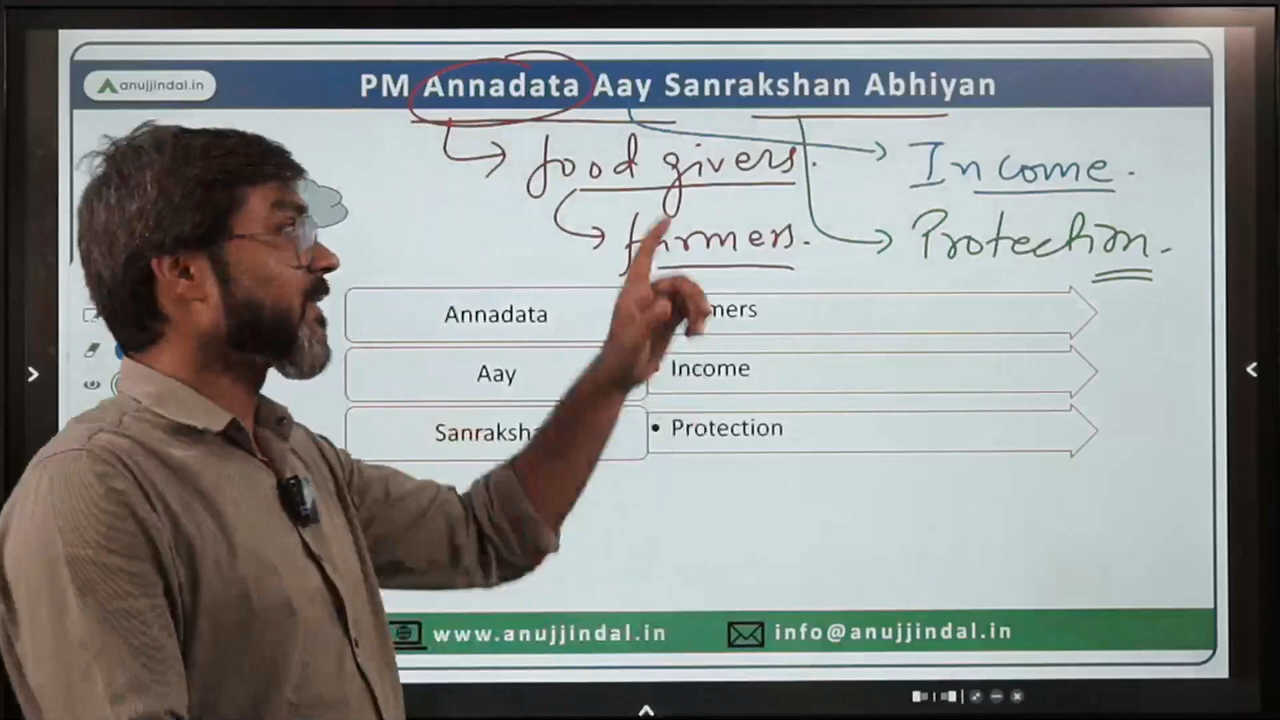 anujjindal.in
PM Annadata Aay Sanrakshan Abhiyan
food givers.
Income.
farmers.
Protection.
Annadata
Aay
• Income
• Protection
www.anujjindal.in
info@anujjindal.in